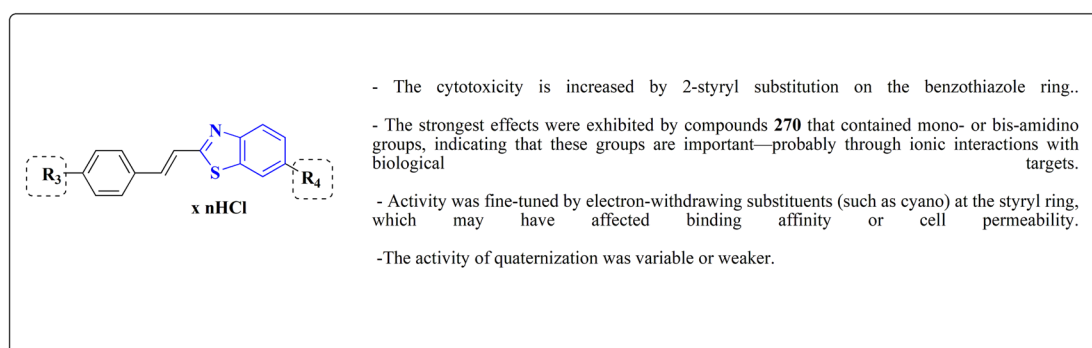 N
S
R3
R4
x nHCl
- The cytotoxicity is increased by 2-styryl substitution on the benzothiazole ring..
- The strongest effects were exhibited by compounds 270 that contained mono- or bis-amidino
groups, indicating that these groups are important—probably through ionic interactions with
biological targets.
- Activity was fine-tuned by electron-withdrawing substituents (such as cyano) at the styryl ring,
which may have affected binding affinity or cell permeability.
-The activity of quaternization was variable or weaker.